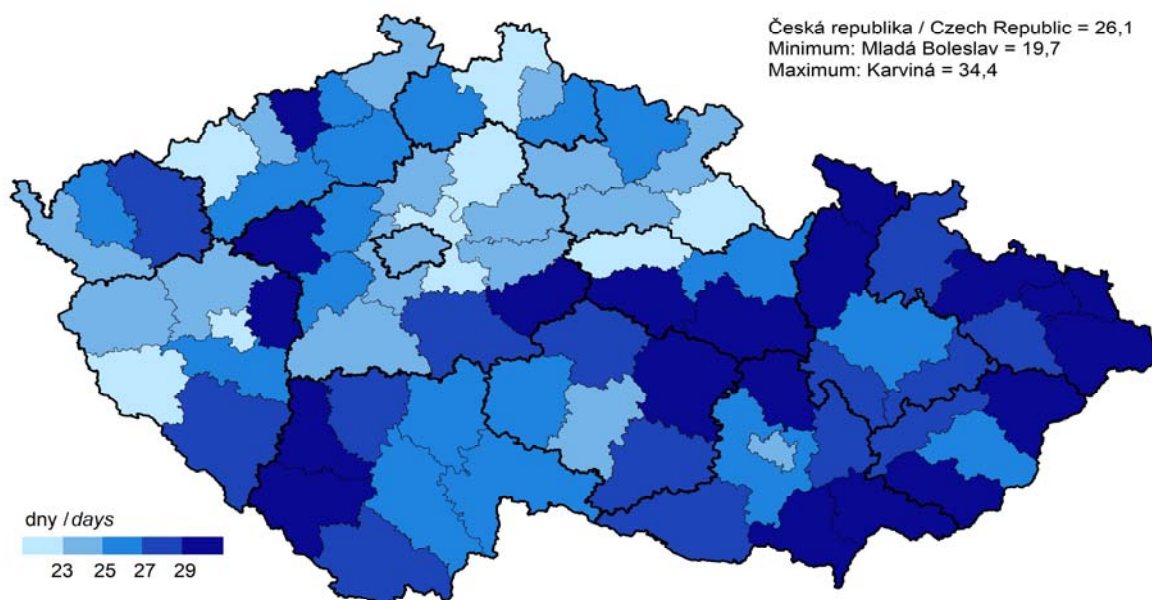 Česká republika / Czech Republic = 26,1
Minimum: Mladá Boleslav = 19,7
Maximum: Karviná = 34,4
dny / days
23 25 27 29